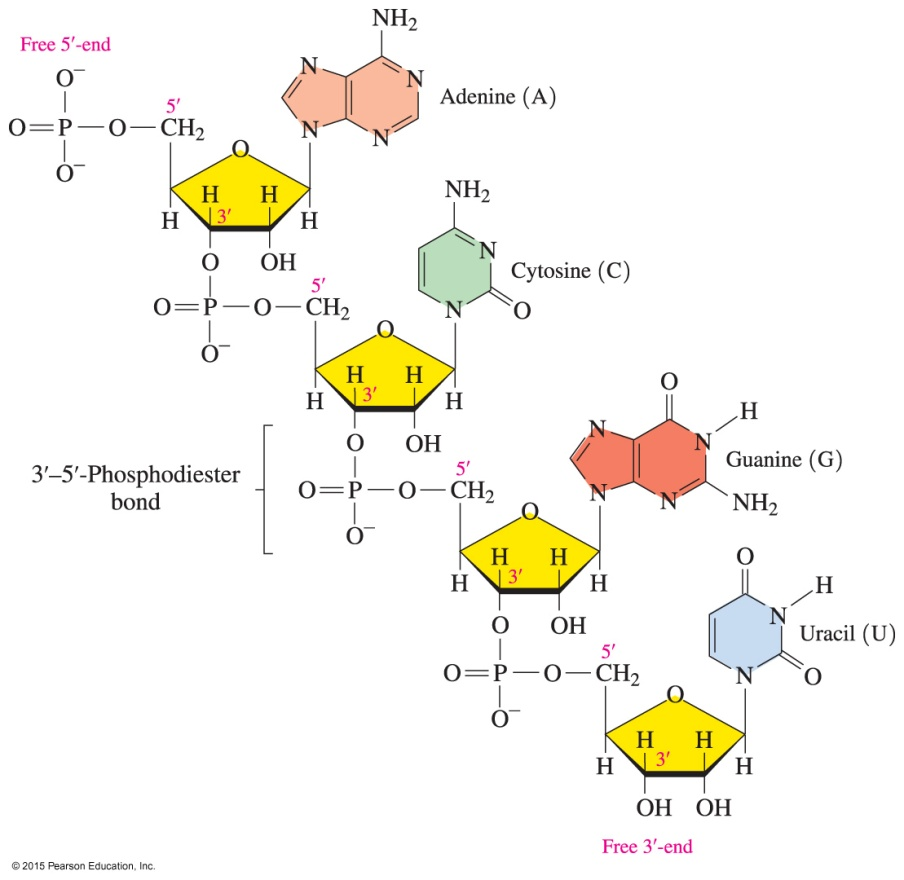 NH₂
Free 5′-end
O⁻
N
N
Adenine (A)
5′
O=P—O—CH₂
N
N
O⁻
O
H
H
NH₂
H
3′
H
O
OH
N
Cytosine (C)
5′
O=P—O—CH₂
N
O
O⁻
O
H
H
O
H
3′
H
H
N
N
Guanine (G)
O
OH
3′–5′-Phosphodiester
bond
5′
O=P—O—CH₂
N
N
NH₂
O⁻
O
H
H
O
H
3′
H
H
N
Uracil (U)
O
OH
5′
O=P—O—CH₂
N
O
O⁻
O
H
H
H
3′
H
OH
OH
Free 3′-end
© 2015 Pearson Education, Inc.